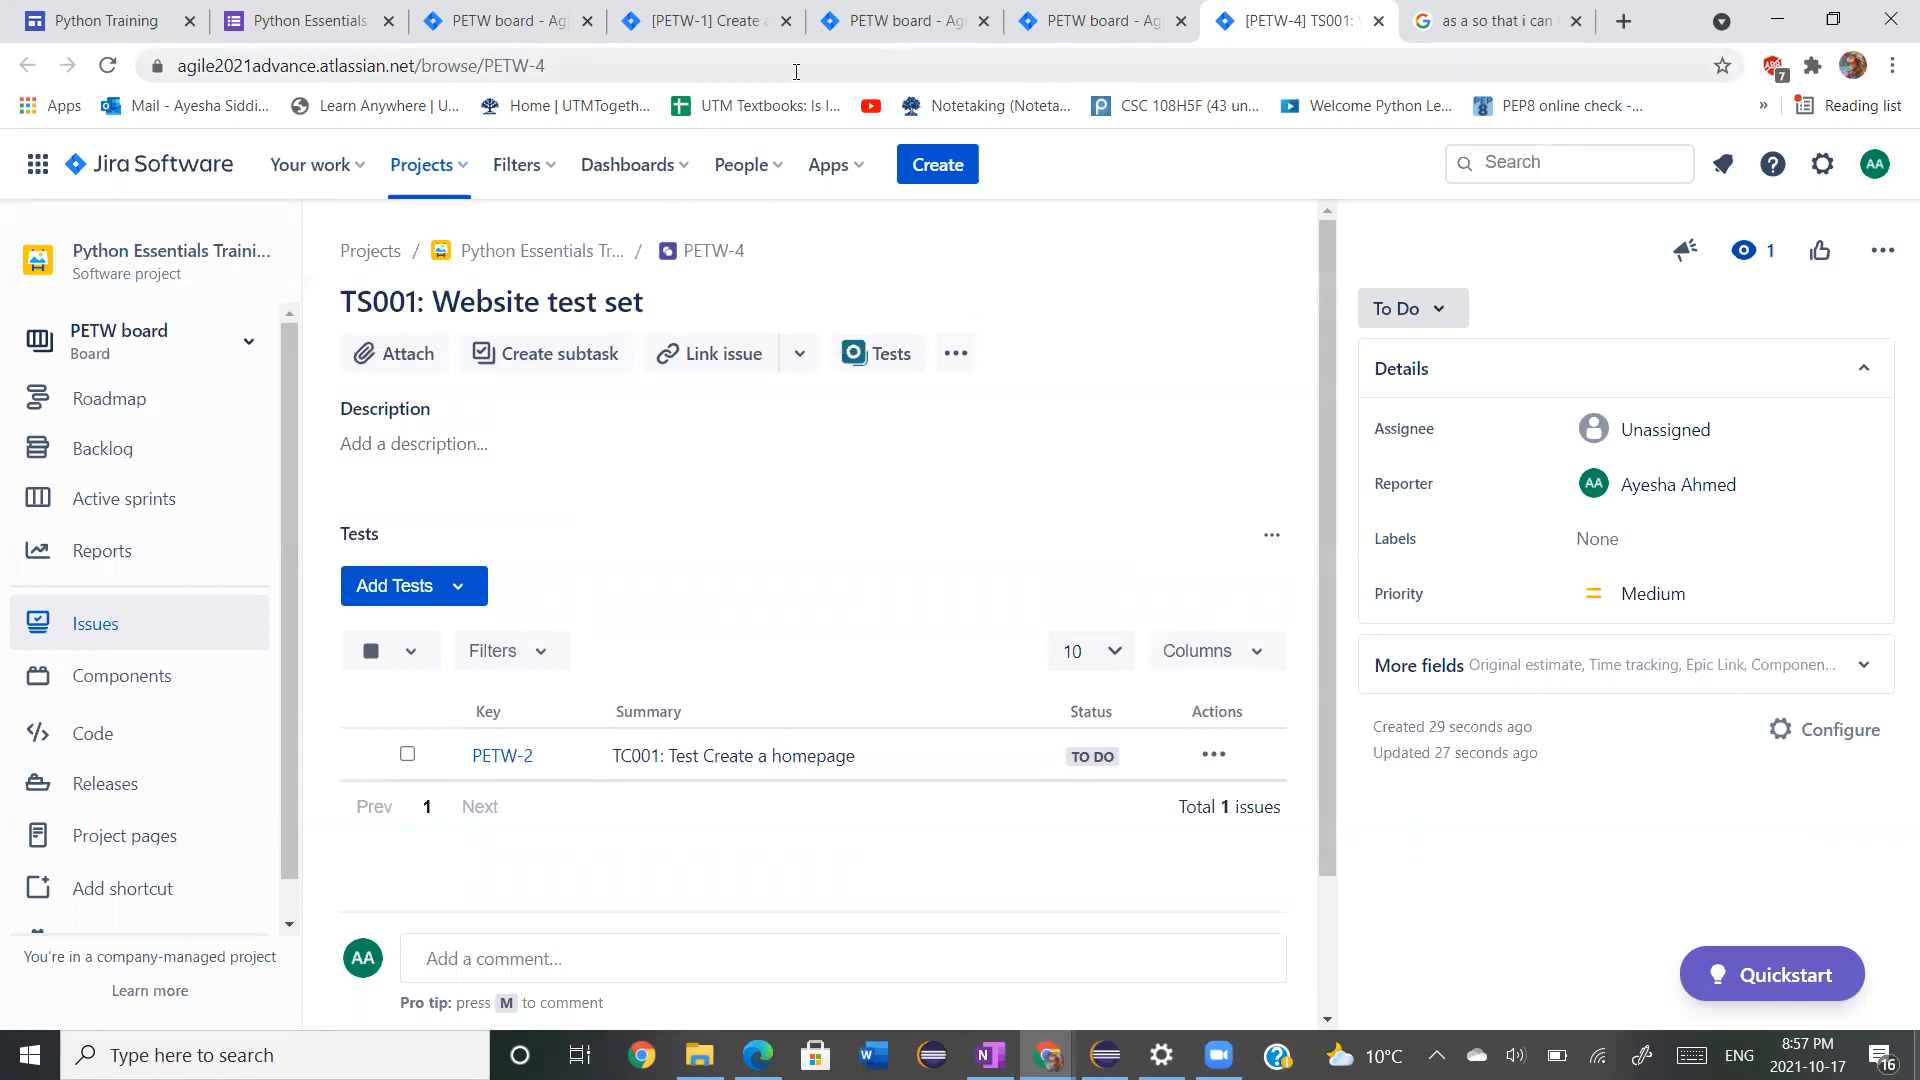 Python Training
Python Essentials
PETW board - Ag
[PETW-1] Create a
PETW board - Ag
PETW board - Ag
[PETW-4] TS001:
as a so that i can
agile2021advance.atlassian.net/browse/PETW-4
7
Apps
Mail - Ayesha Siddi...
Learn Anywhere | U...
Home | UTMTogeth...
UTM Textbooks: Is I...
Notetaking (Noteta...
CSC 108H5F (43 un...
Welcome Python Le...
PEP8 online check -...
»
Reading list
Jira Software
Your work
Projects
Filters
Dashboards
People
Apps
Create
Search
AA
Python Essentials Traini...
Software project
PETW board
Board
Roadmap
Backlog
Active sprints
Reports
Issues
Components
Code
Releases
Project pages
Add shortcut
You're in a company-managed project
Learn more
Projects / Python Essentials Tr... / PETW-4
TS001: Website test set
Attach
Create subtask
Link issue
Tests
Description
Add a description...
Tests
Add Tests
Filters
10
Columns
Key Summary Status Actions
PETW-2 TC001: Test Create a homepage TO DO
Prev 1 Next
Total 1 issues
AA
Add a comment...
Pro tip: press M to comment
1
To Do
Details
Assignee Unassigned
Reporter AA Ayesha Ahmed
Labels None
Priority Medium
More fields Original estimate, Time tracking, Epic Link, Componen...
Created 29 seconds ago
Updated 27 seconds ago
Configure
Quickstart
Type here to search
10°C
ENG
8:57 PM
2021-10-17
16